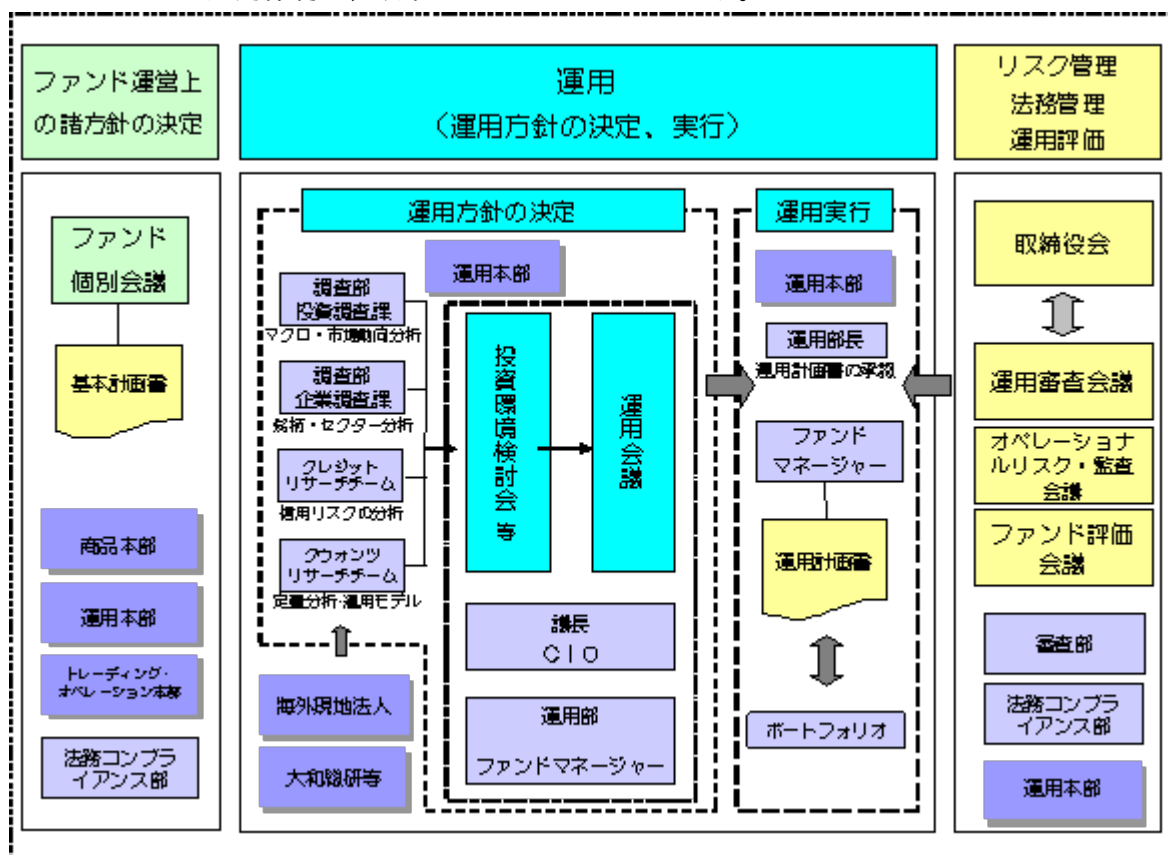 ファンド運営上
の諸方針の決定
運用
(運用方針の決定、実行)
リスク管理
法務管理
運用評価
ファンド
個別会議
基本計画書
商品本部
運用本部
トレーディング・
オペレーション本部
法務コンプラ
イアンス部
運用方針の決定
運用本部
調査部
投資調査課
マクロ・市場動向分析
調査部
企業調査課
銘柄・セクター分析
クレジット
リサーチチーム
信用リスクの分析
クウォンツ
リサーチチーム
定量分析・運用モデル
海外現地法人
大和総研等
投資環境検討会 等
運用会議
議長
CIO
運用部
ファンドマネージャー
運用実行
運用本部
運用部長
運用計画書の承認
ファンド
マネージャー
運用計画書
ポートフォリオ
取締役会
運用審査会議
オペレーショナ
ルリスク・監査
会議
ファンド評価
会議
審査部
法務コンプラ
イアンス部
運用本部